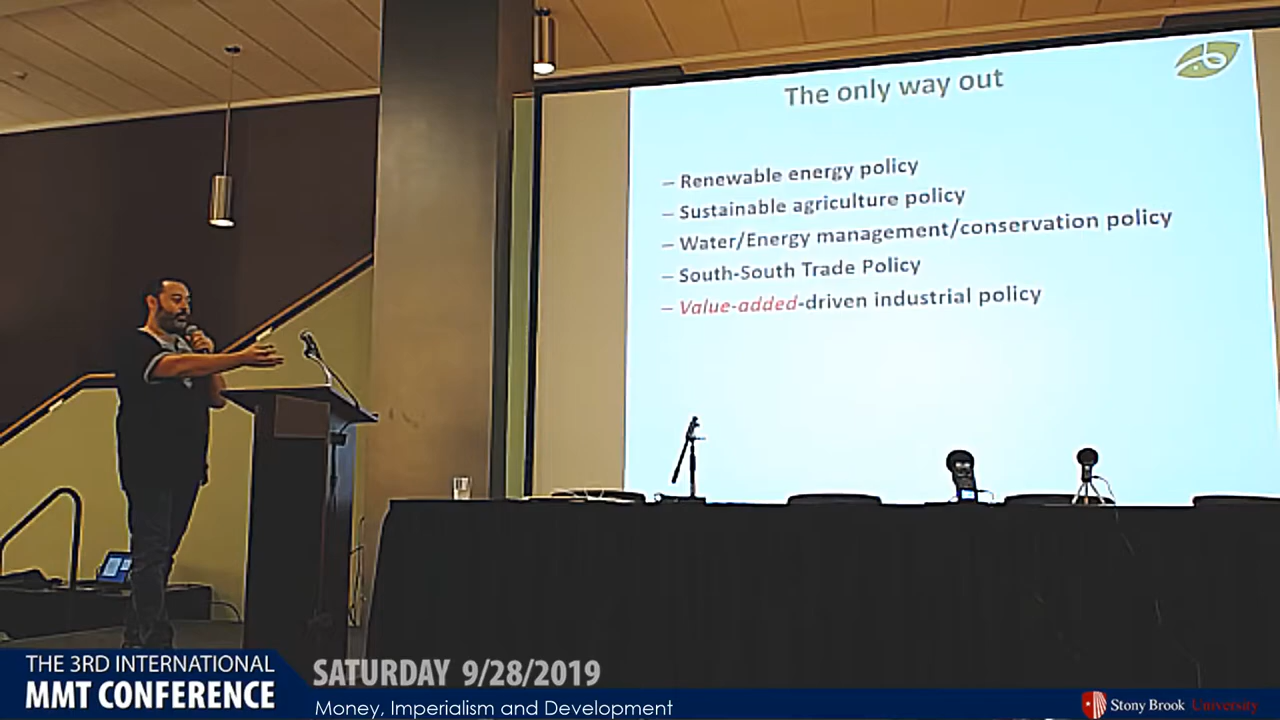 The only way out
– Renewable energy policy
– Sustainable agriculture policy
– Water/Energy management/conservation policy
– South-South Trade Policy
– Value-added-driven industrial policy
THE 3RD INTERNATIONAL
MMT CONFERENCE
SATURDAY 9/28/2019
Money, Imperialism and Development
Stony Brook University